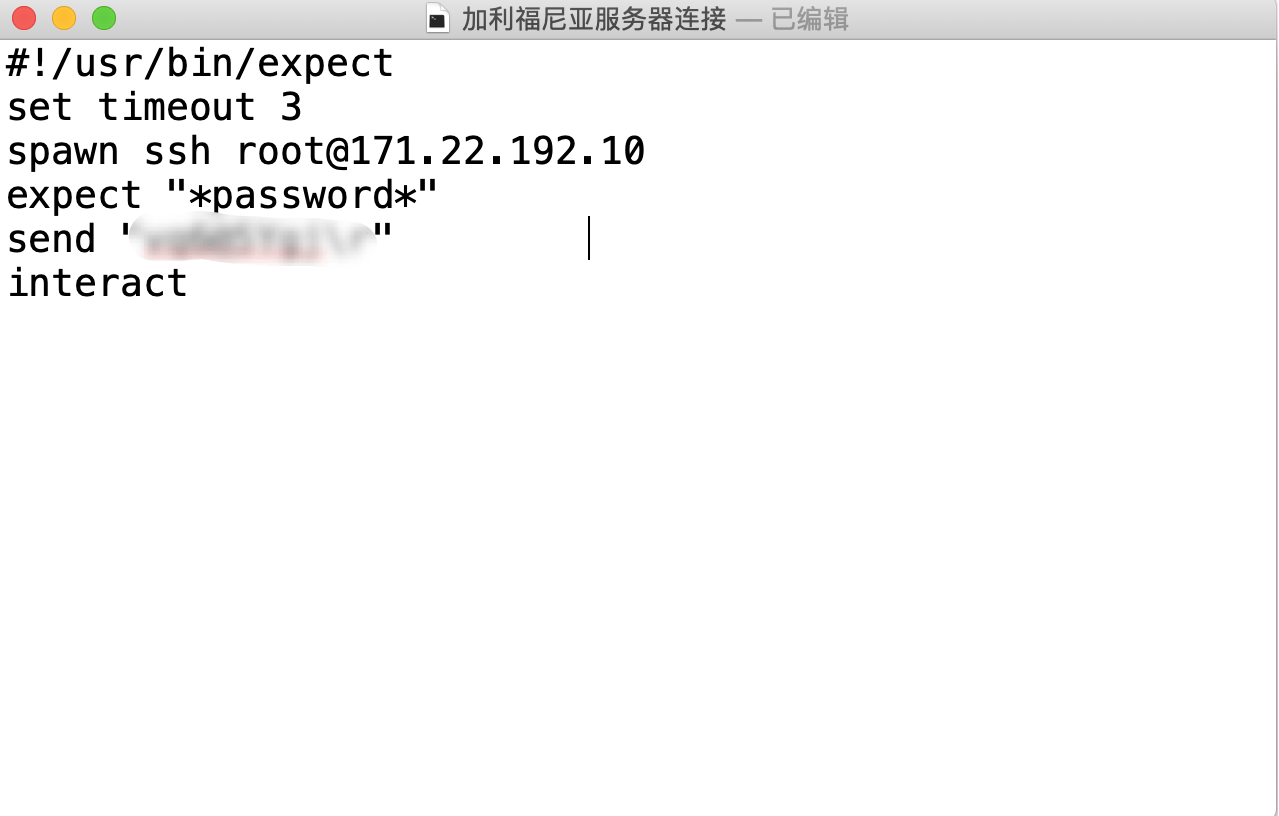 加利福尼亚服务器连接 — 已编辑
#!/usr/bin/expect
set timeout 3
spawn ssh root@171.22.192.10
expect "*password*"
send ""
interact